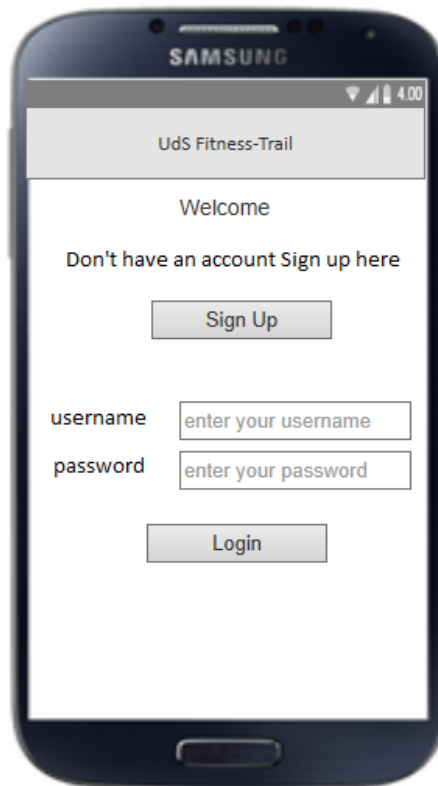 SAMSUNG
4.00
UdS Fitness-Trail
Welcome
Don't have an account Sign up here
Sign Up
username enter your username
password enter your password
Login